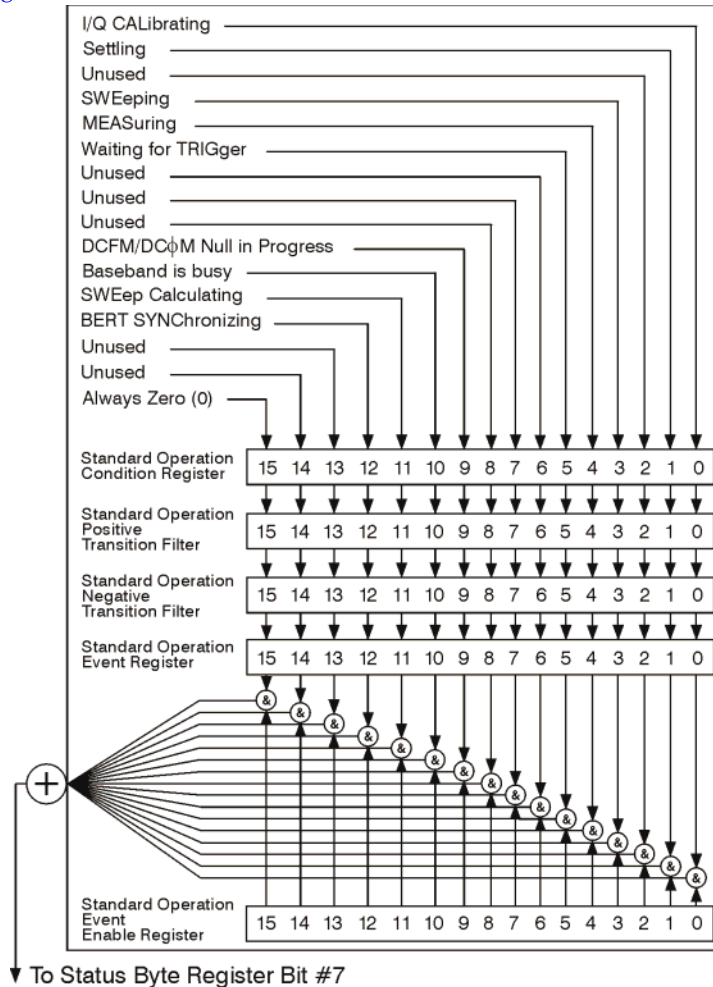 I/Q CALibrating
Settling
Unused
SWEeping
MEASuring
Waiting for TRIGger
Unused
Unused
Unused
DCFM/DCϕM Null in Progress
Baseband is busy
SWEep Calculating
BERT SYNChronizing
Unused
Unused
Always Zero (0)
Standard Operation
Condition Register
15 14 13 12 11 10 9 8 7 6 5 4 3 2 1 0
Standard Operation
Positive
Transition Filter
15 14 13 12 11 10 9 8 7 6 5 4 3 2 1 0
Standard Operation
Negative
Transition Filter
15 14 13 12 11 10 9 8 7 6 5 4 3 2 1 0
Standard Operation
Event Register
15 14 13 12 11 10 9 8 7 6 5 4 3 2 1 0
& & & & & & & & & & & & & & & &
+
Standard Operation
Event
Enable Register
15 14 13 12 11 10 9 8 7 6 5 4 3 2 1 0
To Status Byte Register Bit #7